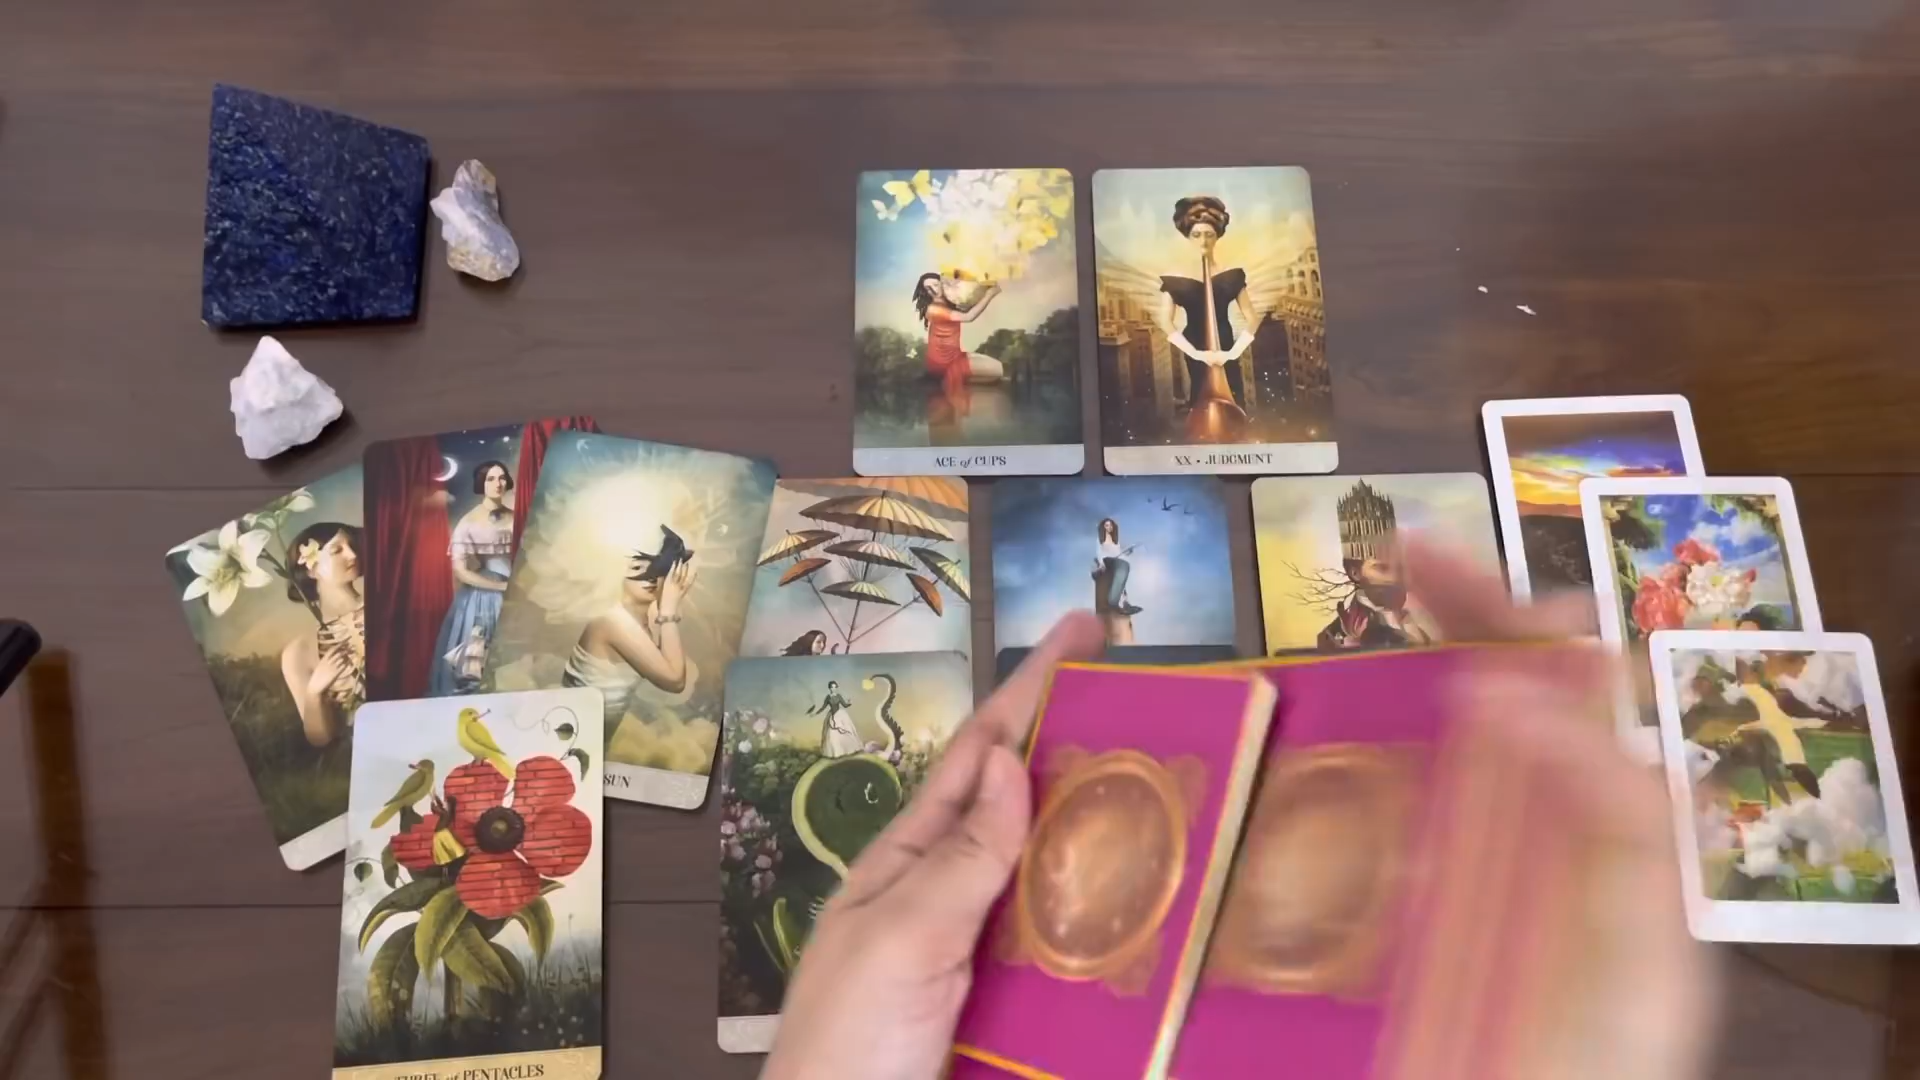 ACE of CUPS
XX • JUDGMENT
SUN
THREE of PENTACLES